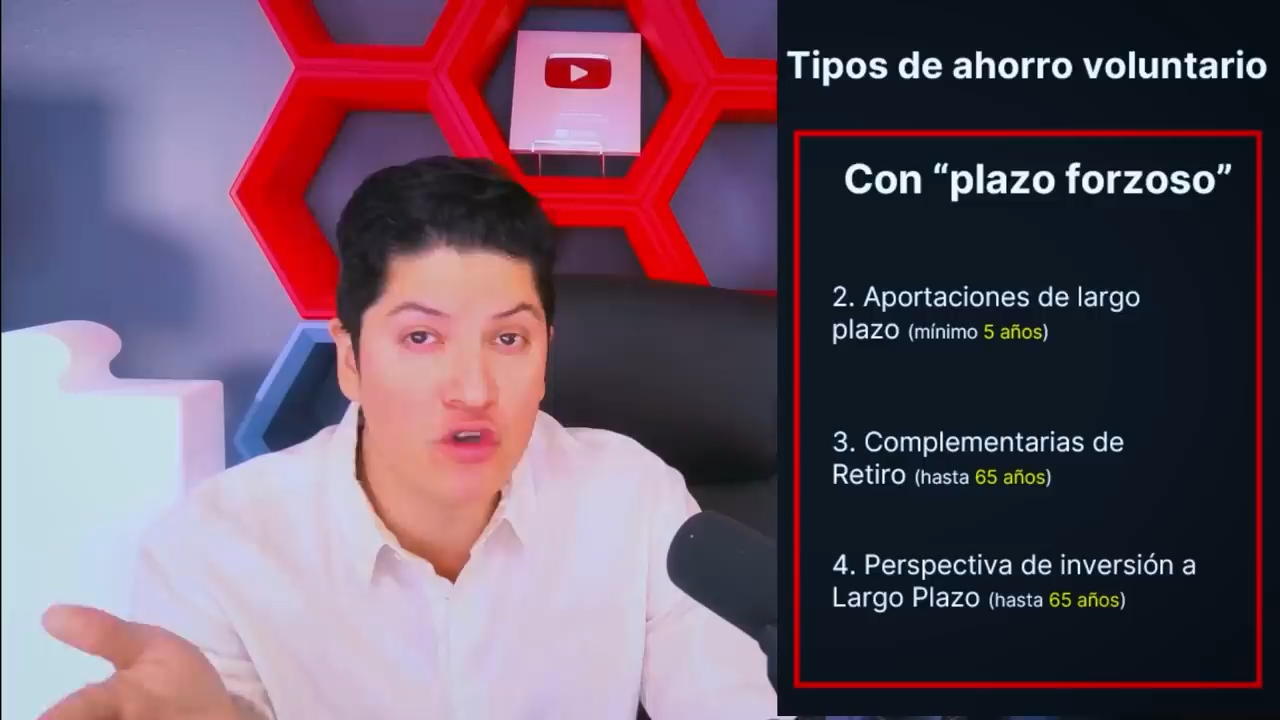 Tipos de ahorro voluntario
Con “plazo forzoso”
2. Aportaciones de largo
plazo (mínimo 5 años)
3. Complementarias de
Retiro (hasta 65 años)
4. Perspectiva de inversión a
Largo Plazo (hasta 65 años)